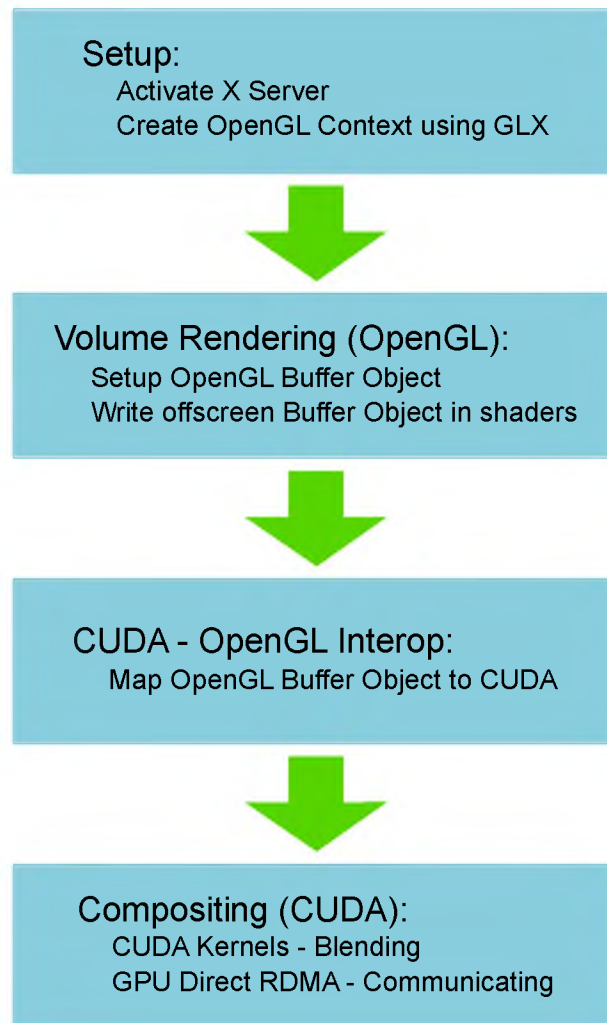 Setup:
Activate X Server
Create OpenGL Context using GLX
Volume Rendering (OpenGL):
Setup OpenGL Buffer Object
Write offscreen Buffer Object in shaders
CUDA - OpenGL Interop:
Map OpenGL Buffer Object to CUDA
Compositing (CUDA):
CUDA Kernels - Blending
GPU Direct RDMA - Communicating